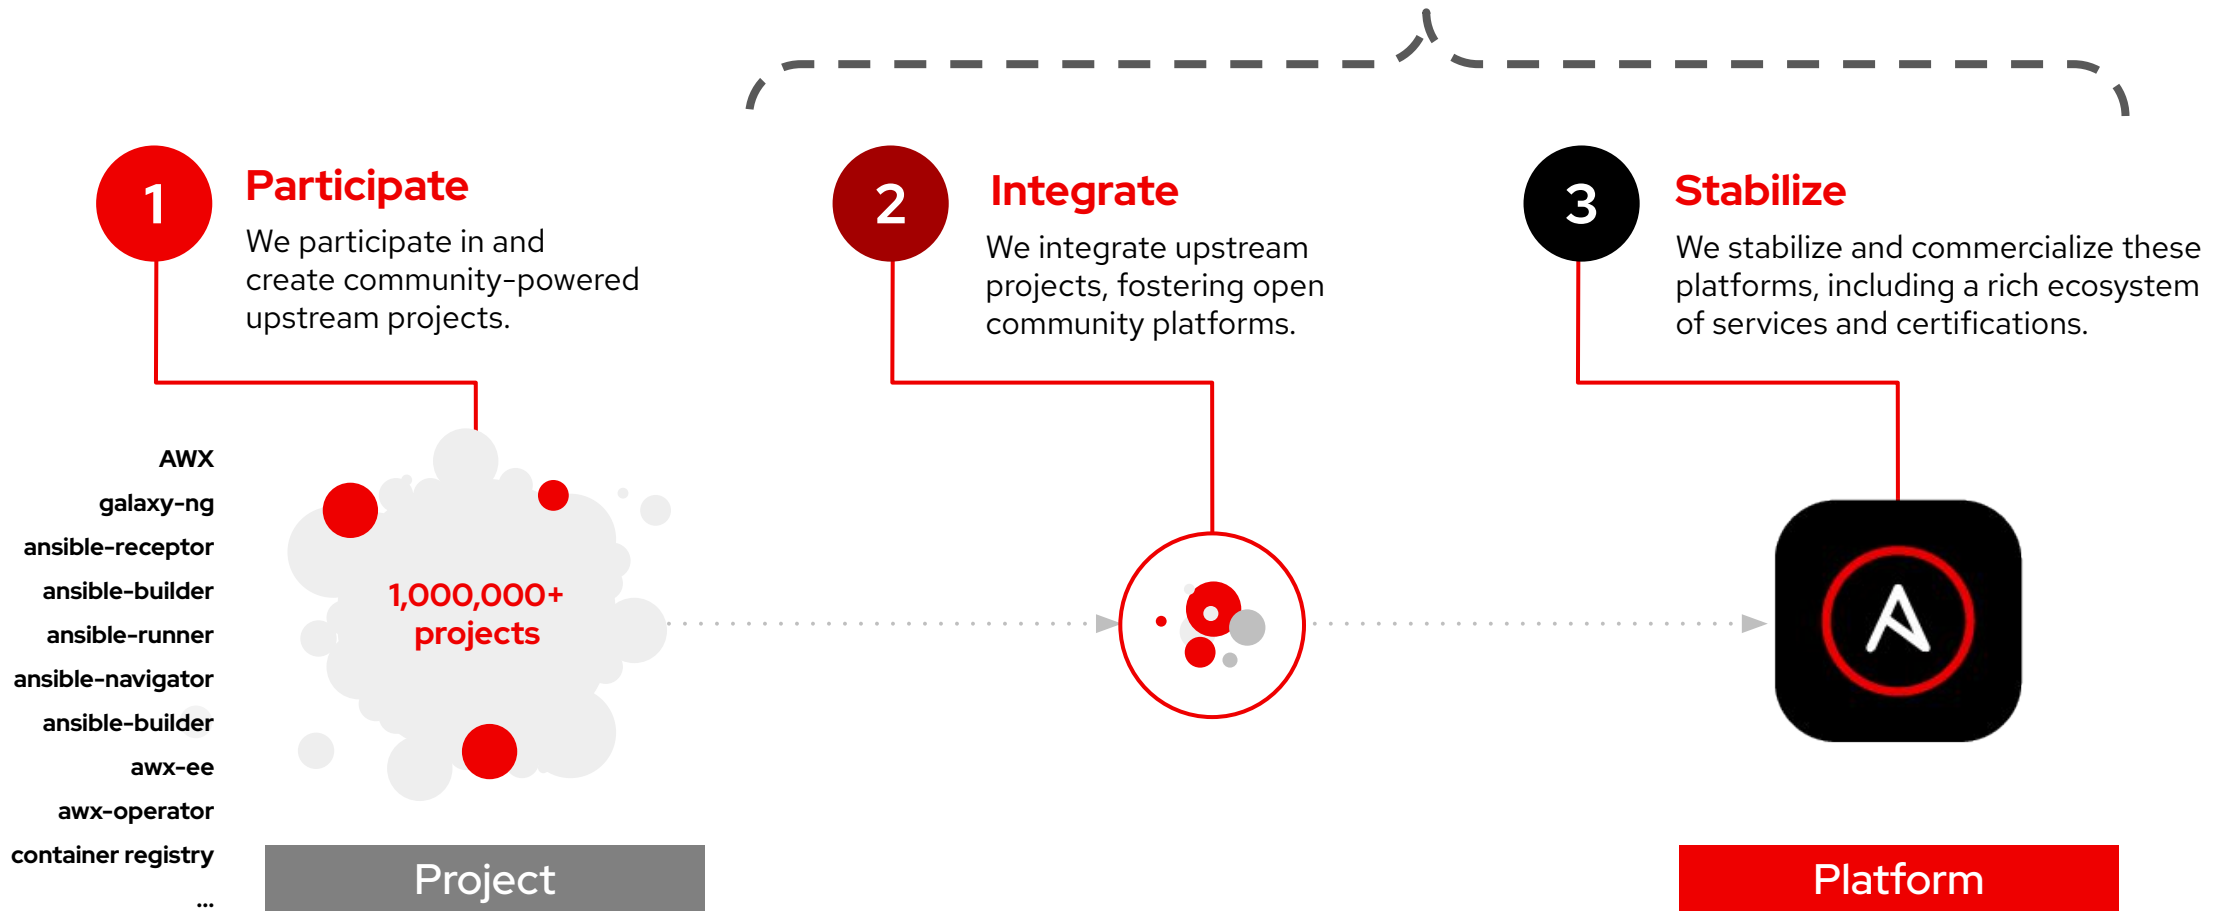 1
Participate
We participate in and
create community-powered
upstream projects.
2
Integrate
We integrate upstream
projects, fostering open
community platforms.
3
Stabilize
We stabilize and commercialize these
platforms, including a rich ecosystem
of services and certifications.
AWX
galaxy-ng
ansible-receptor
ansible-builder
ansible-runner
ansible-navigator
ansible-builder
awx-ee
awx-operator
container registry
...
1,000,000+
projects
Project
Platform